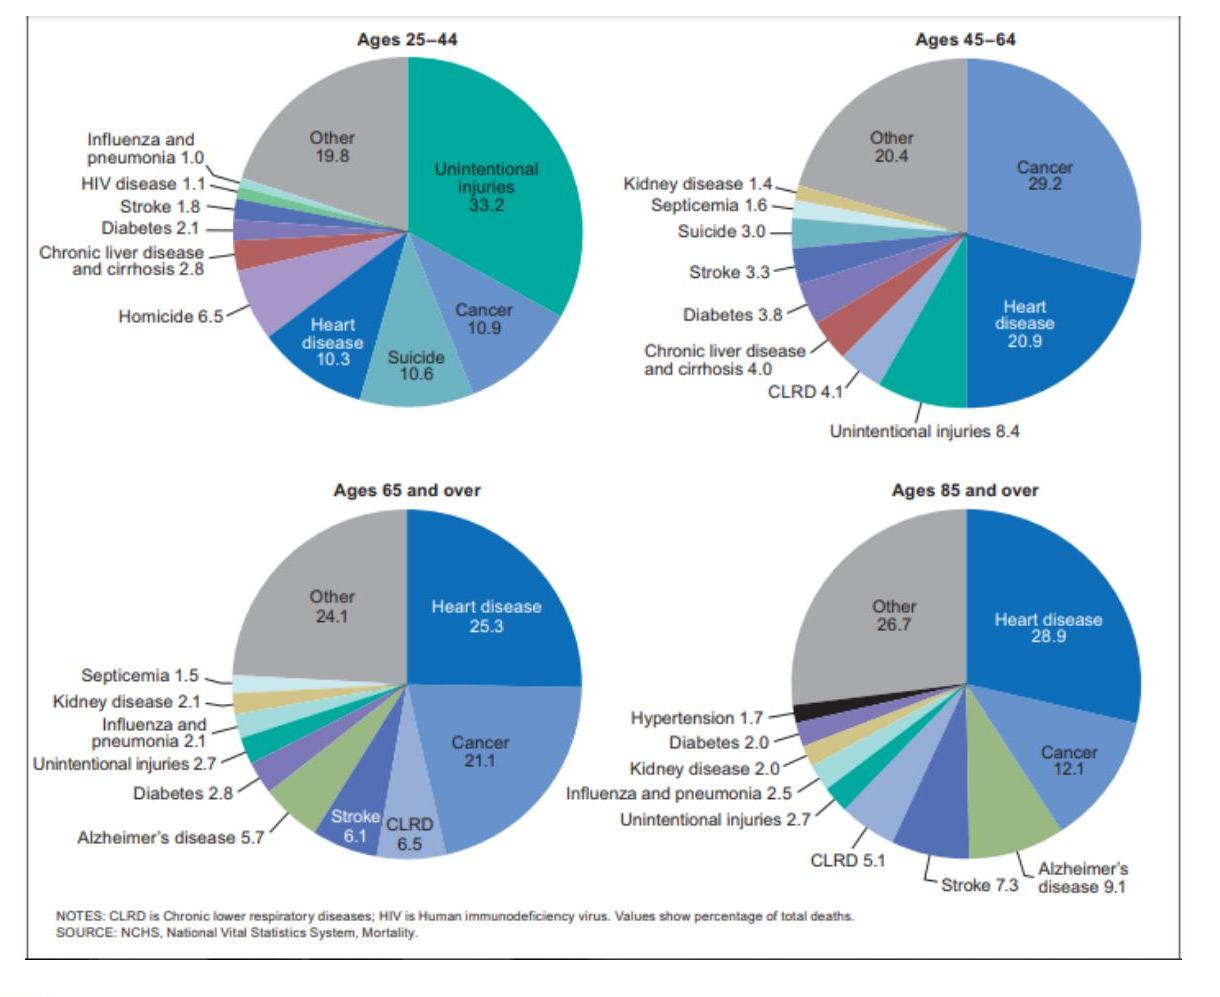 Ages 25–44
Other
19.8
Influenza and
pneumonia 1.0
HIV disease 1.1
Stroke 1.8
Diabetes 2.1
Chronic liver disease
and cirrhosis 2.8
Homicide 6.5
Heart
disease
10.3
Suicide
10.6
Cancer
10.9
Unintentional
injuries
33.2
Ages 45–64
Other
20.4
Kidney disease 1.4
Septicemia 1.6
Suicide 3.0
Stroke 3.3
Diabetes 3.8
Chronic liver disease
and cirrhosis 4.0
CLRD 4.1
Unintentional injuries 8.4
Heart
disease
20.9
Cancer
29.2
Ages 65 and over
Other
24.1
Septicemia 1.5
Kidney disease 2.1
Influenza and
pneumonia 2.1
Unintentional injuries 2.7
Diabetes 2.8
Alzheimer's disease 5.7
Stroke
6.1
CLRD
6.5
Cancer
21.1
Heart disease
25.3
Ages 85 and over
Other
26.7
Hypertension 1.7
Diabetes 2.0
Kidney disease 2.0
Influenza and pneumonia 2.5
Unintentional injuries 2.7
CLRD 5.1
Stroke 7.3
Alzheimer's
disease 9.1
Cancer
12.1
Heart disease
28.9
NOTES: CLRD is Chronic lower respiratory diseases; HIV is Human immunodeficiency virus. Values show percentage of total deaths.
SOURCE: NCHS, National Vital Statistics System, Mortality.